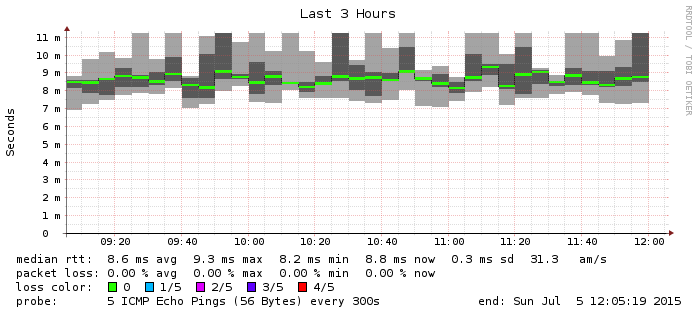 Last 3 Hours
RRDTOOL / TOBI OETIKER
Seconds
11 m
10 m
9 m
8 m
7 m
6 m
5 m
4 m
3 m
2 m
1 m
0
09:20 09:40 10:00 10:20 10:40 11:00 11:20 11:40 12:00
median rtt: 8.6 ms avg 9.3 ms max 8.2 ms min 8.8 ms now 0.3 ms sd 31.3 am/s
packet loss: 0.00 % avg 0.00 % max 0.00 % min 0.00 % now
loss color: 0 1/5 2/5 3/5 4/5
probe: 5 ICMP Echo Pings (56 Bytes) every 300s end: Sun Jul 5 12:05:19 2015